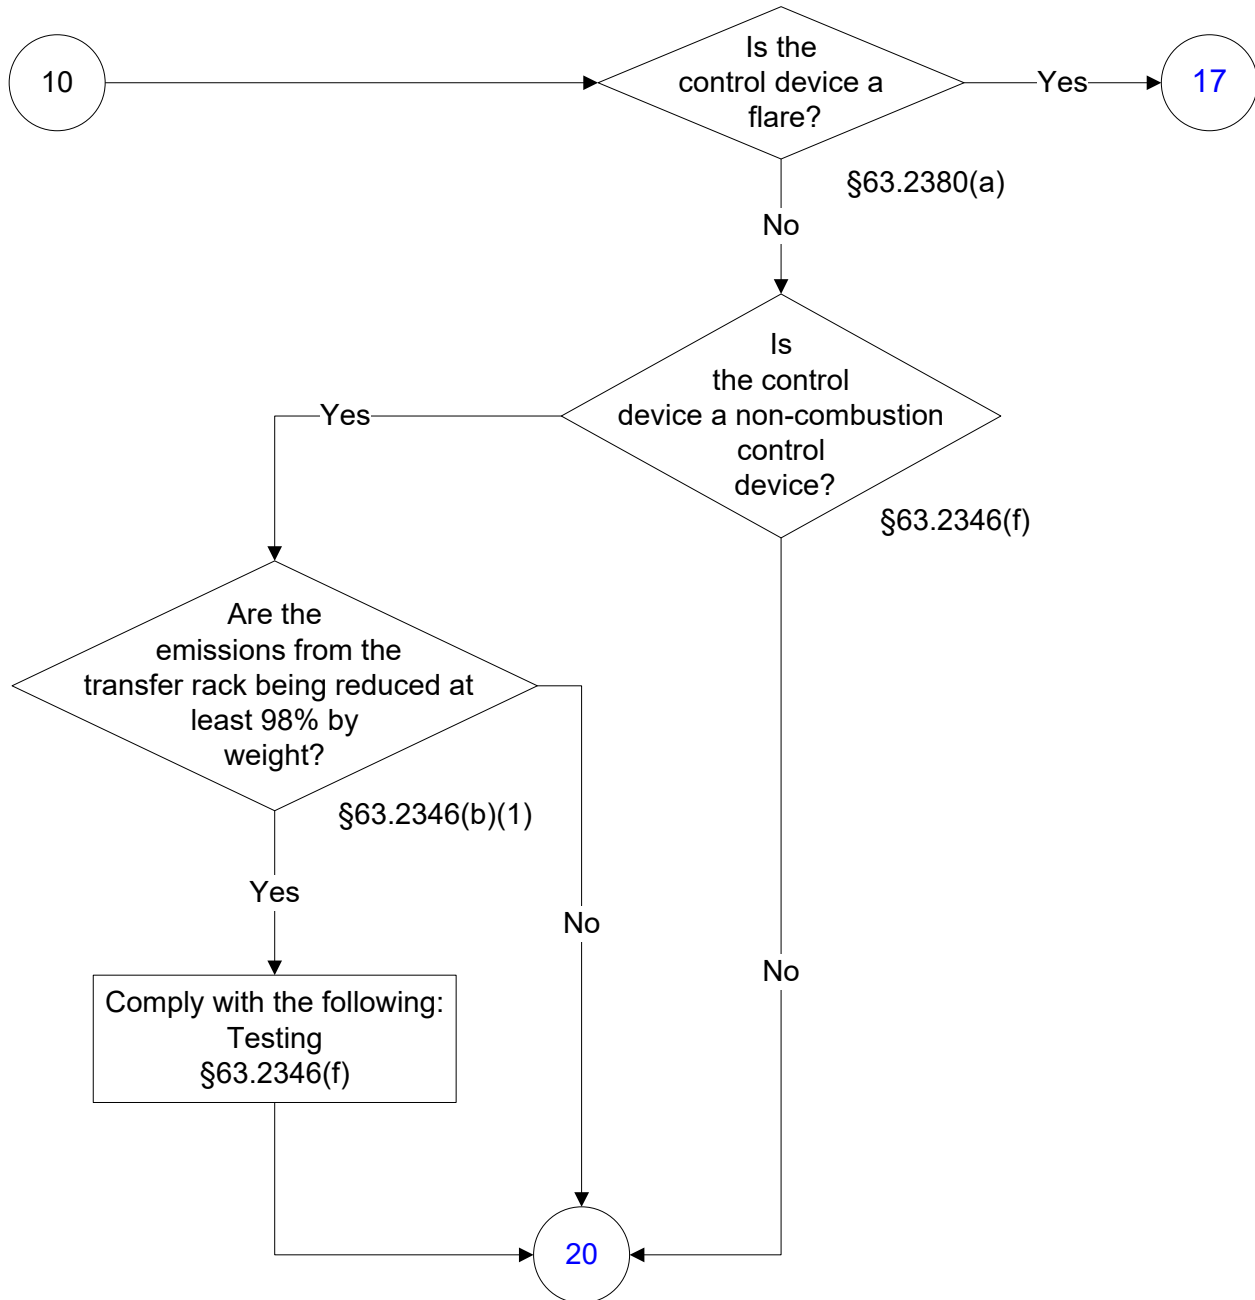 10
Is the
control device a
flare?
Yes
17
§63.2380(a)
No
Is
the control
device a non-combustion
control
device?
§63.2346(f)
Yes
Are the
emissions from the
transfer rack being reduced at
least 98% by
weight?
§63.2346(b)(1)
Yes
No
No
Comply with the following:
Testing
§63.2346(f)
20